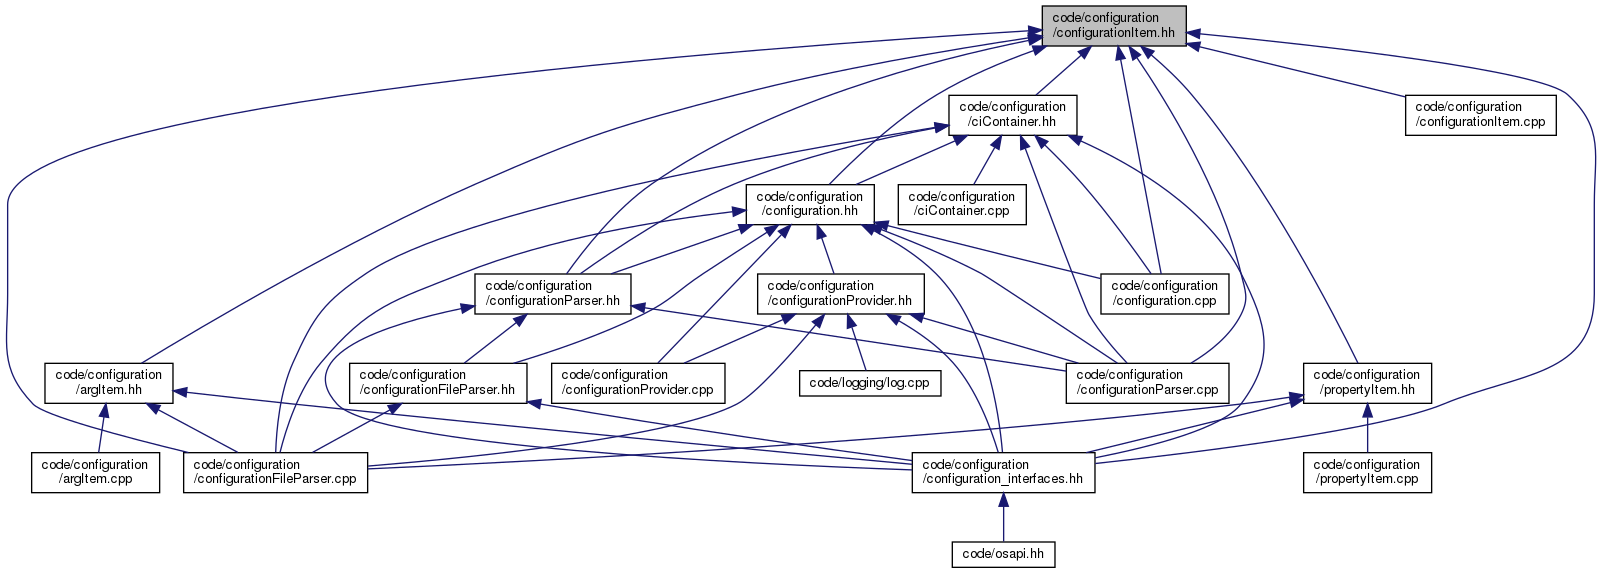 code/configuration
/configurationItem.hh
code/configuration
/ciContainer.hh
code/configuration
/configurationItem.cpp
code/configuration
/configuration.hh
code/configuration
/ciContainer.cpp
code/configuration
/configurationParser.hh
code/configuration
/configurationProvider.hh
code/configuration
/configuration.cpp
code/configuration
/argItem.hh
code/configuration
/configurationFileParser.hh
code/configuration
/configurationProvider.cpp
code/logging/log.cpp
code/configuration
/configurationParser.cpp
code/configuration
/propertyItem.hh
code/configuration
/argItem.cpp
code/configuration
/configurationFileParser.cpp
code/configuration
/configuration_interfaces.hh
code/configuration
/propertyItem.cpp
code/osapi.hh